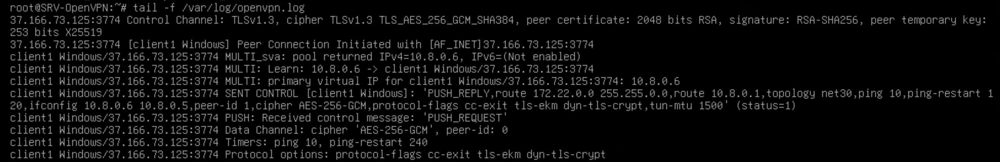 root@SRV-OpenVPN:~# tail -f /var/log/openvpn.log
37.166.73.125:3774 Control Channel: TLSv1.3, cipher TLSv1.3 TLS_AES_256_GCM_SHA384, peer certificate: 2048 bits RSA, signature: RSA-SHA256, peer temporary key:
253 bits X25519
37.166.73.125:3774 [client1 Windows] Peer Connection Initiated with [AF_INET]37.166.73.125:3774
client1 Windows/37.166.73.125:3774 MULTI_sva: pool returned IPv4=10.8.0.6, IPv6=(Not enabled)
client1 Windows/37.166.73.125:3774 MULTI: Learn: 10.8.0.6 -> client1 Windows/37.166.73.125:3774
client1 Windows/37.166.73.125:3774 MULTI: primary virtual IP for client1 Windows/37.166.73.125:3774: 10.8.0.6
client1 Windows/37.166.73.125:3774 SENT CONTROL [client1 Windows]: 'PUSH_REPLY,route 172.22.0.0 255.255.0.0,route 10.8.0.1,topology net30,ping 10,ping-restart 1
20,ifconfig 10.8.0.6 10.8.0.5,peer-id 1,cipher AES-256-GCM,protocol-flags cc-exit tls-ekm dyn-tls-crypt,tun-mtu 1500' (status=1)
client1 Windows/37.166.73.125:3774 PUSH: Received control message: 'PUSH_REQUEST'
client1 Windows/37.166.73.125:3774 Data Channel: cipher 'AES-256-GCM', peer-id: 0
client1 Windows/37.166.73.125:3774 Timers: ping 10, ping-restart 240
client1 Windows/37.166.73.125:3774 Protocol options: protocol-flags cc-exit tls-ekm dyn-tls-crypt